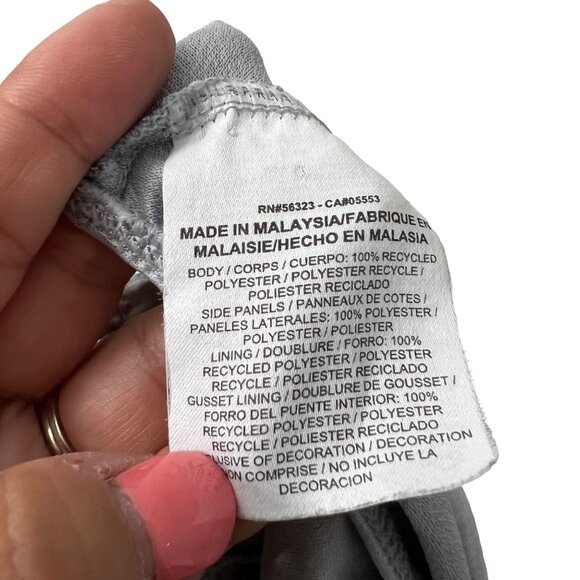 RN#56323 - CA#05553
MADE IN MALAYSIA/FABRIQUE
MALAISIE/HECHO EN MALASIA
BODY / CORPS / CUERPO: 100% RECYCLED
POLYESTER / POLYESTER RECYCLE /
POLIESTER RECICLADO
SIDE PANELS / PANNEAUX DE COTES /
PANELES LATERALES: 100% POLYESTER /
POLYESTER / POLIESTER
LINING / DOUBLURE / FORRO: 100%
RECYCLED POLYESTER / POLYESTER
RECYCLE / POLIESTER RECICLADO
GUSSET LINING / DOUBLURE DE GOUSSET /
FORRO DEL PUENTE INTERIOR: 100%
RECYCLED POLYESTER / POLYESTER
RECYCLE / POLIESTER RECICLADO
OF DECORATION / DECORATION
COMPRISE / NO INCLUYE LA
DECORACION